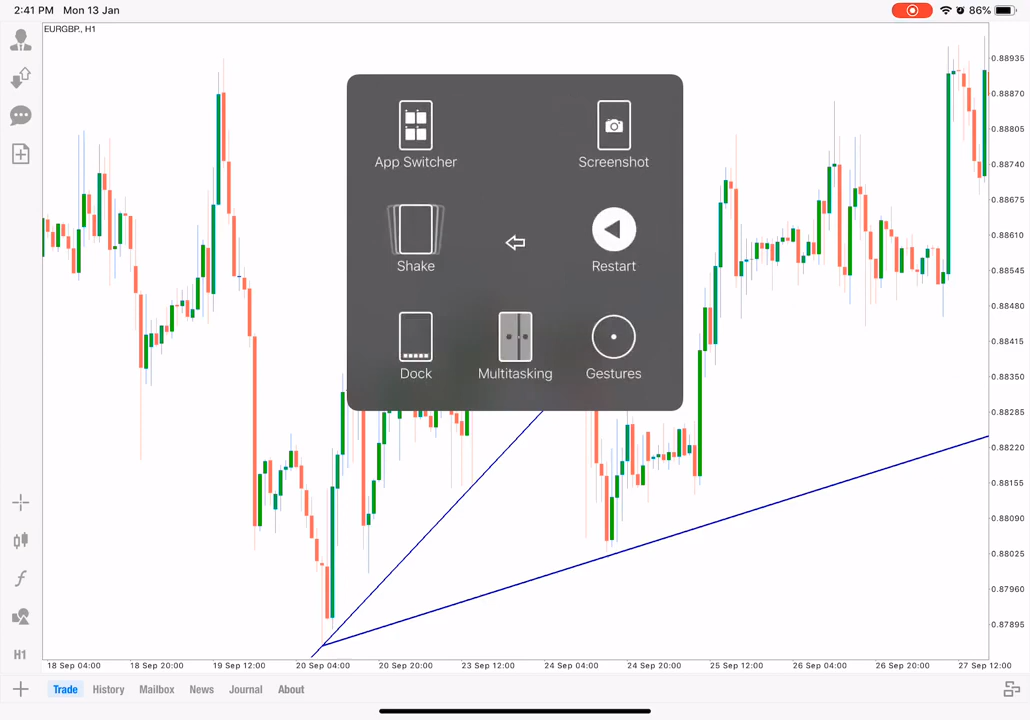 2:41 PM Mon 13 Jan
86%
EURGBP., H1
App Switcher
Screenshot
Shake
Restart
Dock
Multitasking
Gestures
0.88935
0.88870
0.88805
0.88740
0.88675
0.88610
0.88545
0.88480
0.88415
0.88350
0.88285
0.88220
0.88155
0.88090
0.88025
0.87960
0.87895
f
H1
18 Sep 04:00 18 Sep 20:00 19 Sep 12:00 20 Sep 04:00 20 Sep 20:00 23 Sep 12:00 24 Sep 04:00 24 Sep 20:00 25 Sep 12:00 26 Sep 04:00 26 Sep 20:00 27 Sep 12:00
Trade History Mailbox News Journal About